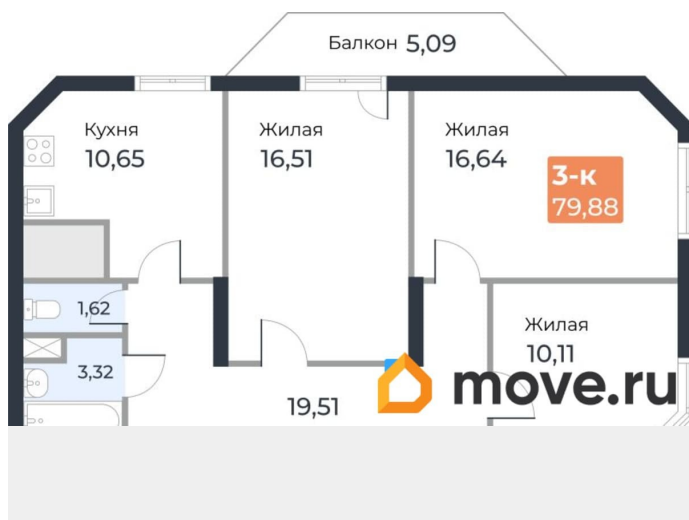 Балкон 5,09
Кухня
10,65
Жилая
16,51
Жилая
16,64
3-к
79,88
1,62
3,32
Жилая
10,11
19,51
move.ru